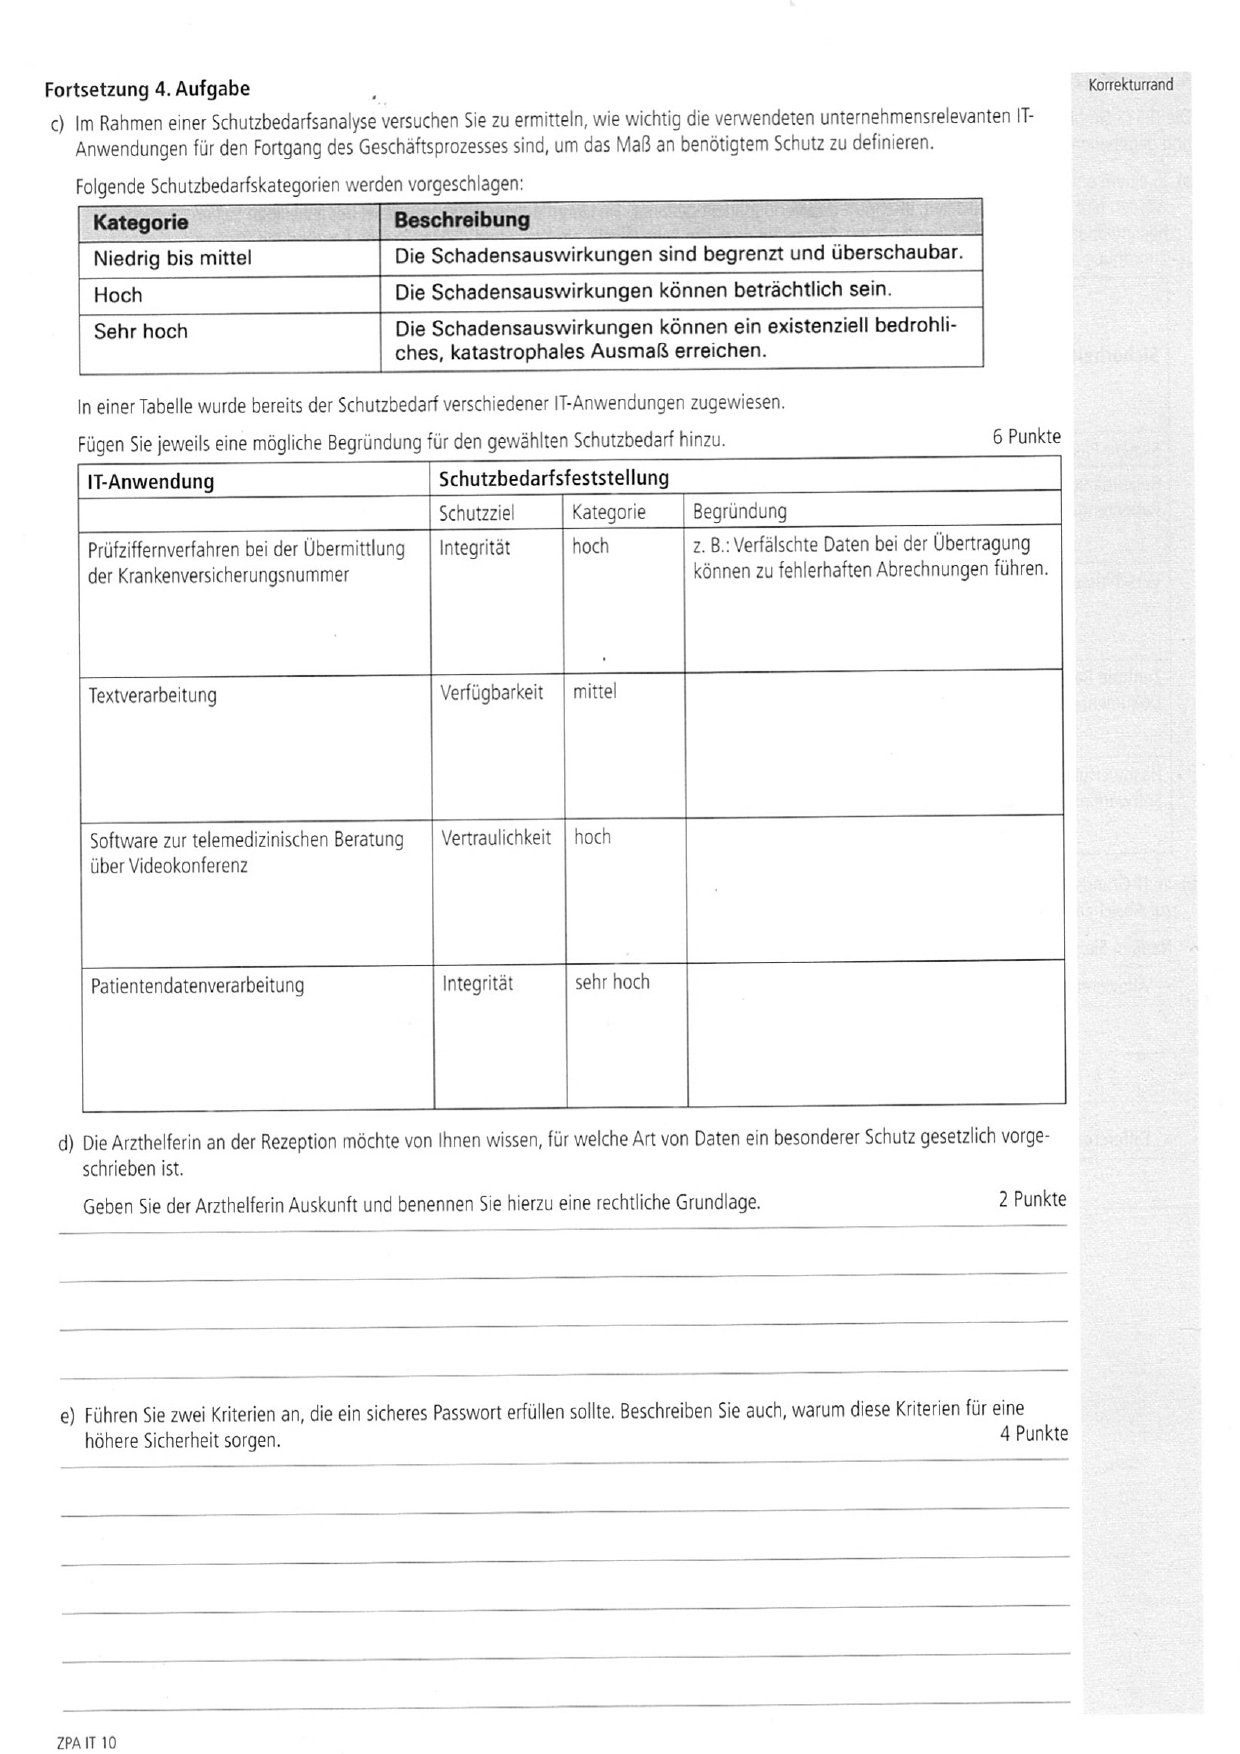 Fortsetzung 4. Aufgabe
Korrekturrand
c) Im Rahmen einer Schutzbedarfsanalyse versuchen Sie zu ermitteln, wie wichtig die verwendeten unternehmensrelevanten IT-
Anwendungen für den Fortgang des Geschäftsprozesses sind, um das Maß an benötigtem Schutz zu definieren.
Folgende Schutzbedarfskategorien werden vorgeschlagen:
Kategorie Beschreibung
Niedrig bis mittel Die Schadensauswirkungen sind begrenzt und überschaubar.
Hoch Die Schadensauswirkungen können beträchtlich sein.
Sehr hoch Die Schadensauswirkungen können ein existenziell bedrohli-
ches, katastrophales Ausmaß erreichen.
In einer Tabelle wurde bereits der Schutzbedarf verschiedener IT-Anwendungen zugewiesen.
Fügen Sie jeweils eine mögliche Begründung für den gewählten Schutzbedarf hinzu. 6 Punkte
IT-Anwendung Schutzbedarfsfeststellung
Schutzziel Kategorie Begründung
Prüfziffernverfahren bei der Übermittlung Integrität hoch z. B.: Verfälschte Daten bei der Übertragung
der Krankenversicherungsnummer können zu fehlerhaften Abrechnungen führen.
Textverarbeitung Verfügbarkeit mittel
Software zur telemedizinischen Beratung Vertraulichkeit hoch
über Videokonferenz
Patientendatenverarbeitung Integrität sehr hoch
d) Die Arzthelferin an der Rezeption möchte von Ihnen wissen, für welche Art von Daten ein besonderer Schutz gesetzlich vorge-
schrieben ist.
Geben Sie der Arzthelferin Auskunft und benennen Sie hierzu eine rechtliche Grundlage. 2 Punkte
e) Führen Sie zwei Kriterien an, die ein sicheres Passwort erfüllen sollte. Beschreiben Sie auch, warum diese Kriterien für eine
höhere Sicherheit sorgen. 4 Punkte
ZPA IT 10